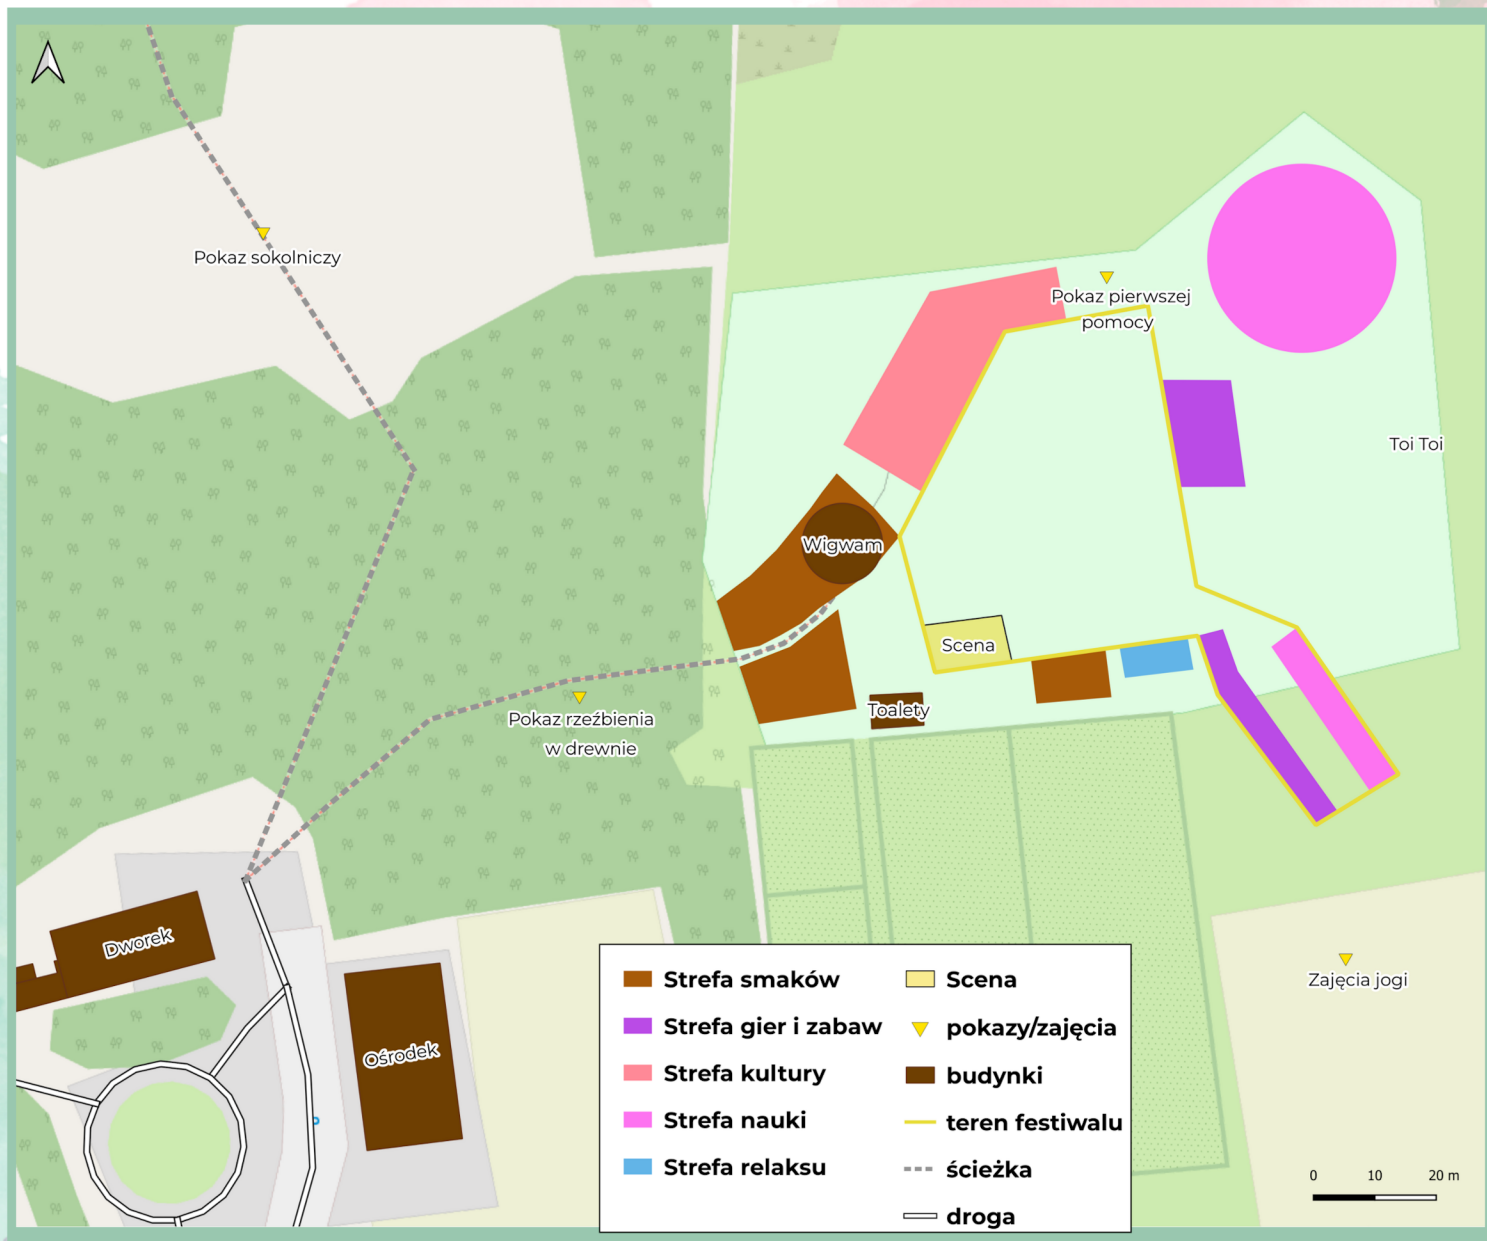 Pokaz sokolniczy
Pokaz pierwszej
pomocy
Toi Toi
Wigwam
Scena
Toalety
Pokaz rzeźbienia
w drewnie
Dworek
Ośrodek
Zajęcia jogi
Strefa smaków
Strefa gier i zabaw
Strefa kultury
Strefa nauki
Strefa relaksu
Scena
pokazy/zajęcia
budynki
teren festiwalu
ścieżka
droga
0 10 20 m